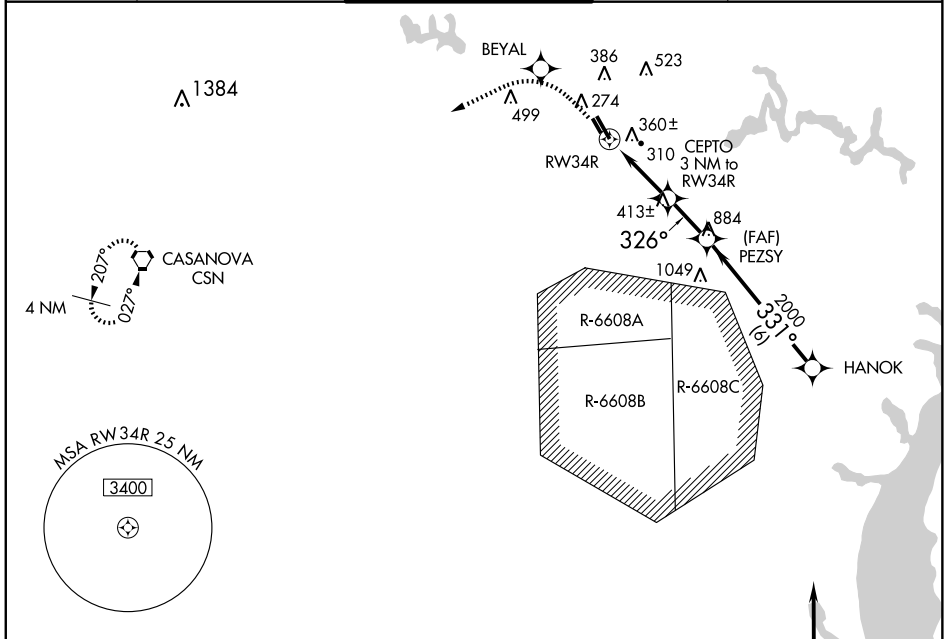 BEYAL
386
523
1384
499
274
360±
310
CEPTO
3 NM to
RW34R
RW34R
413±
326°
884
(FAF)
PEZSY
1049
207°
027°
4 NM
CASANOVA
CSN
2000
331°
(6)
HANOK
R-6608A
R-6608B
R-6608C
MSA RW34R 25 NM
3400